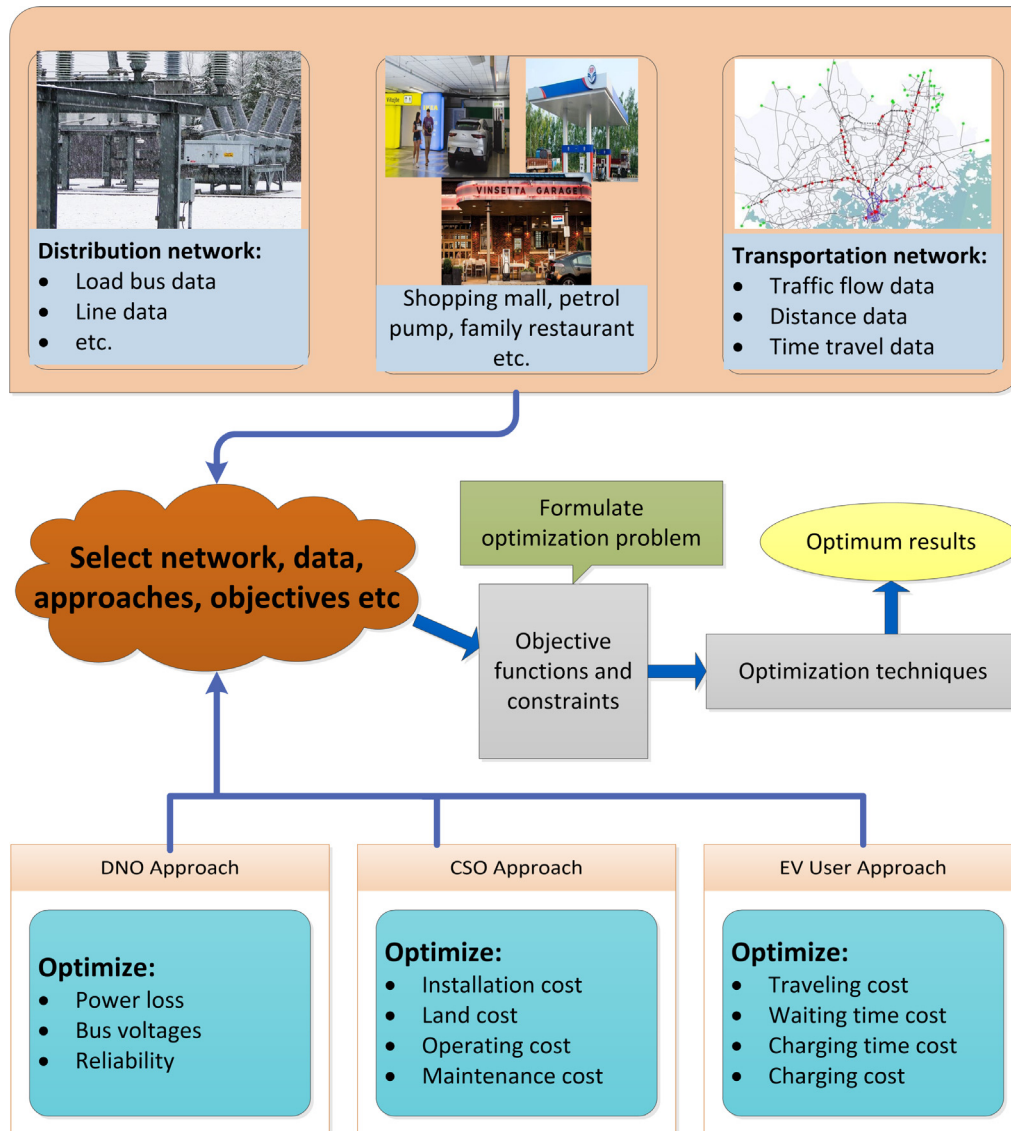 VINSETTA GARAGE
Distribution network:
• Load bus data
• Line data
• etc.
Shopping mall, petrol
pump, family restaurant
etc.
Transportation network:
• Traffic flow data
• Distance data
• Time travel data
Select network, data,
approaches, objectives etc
Formulate
optimization problem
Objective
functions and
constraints
Optimization techniques
Optimum results
DNO Approach
Optimize:
• Power loss
• Bus voltages
• Reliability
CSO Approach
Optimize:
• Installation cost
• Land cost
• Operating cost
• Maintenance cost
EV User Approach
Optimize:
• Traveling cost
• Waiting time cost
• Charging time cost
• Charging cost